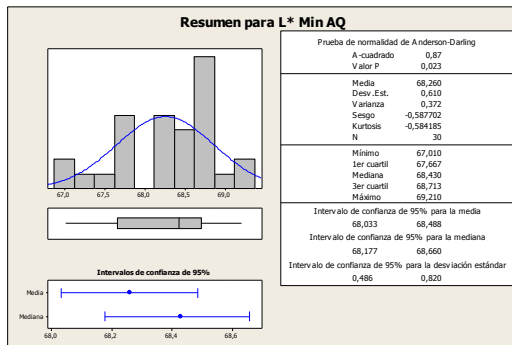 Resumen para L* Min AQ
67,0 67,5 68,0 68,5 69,0
Intervalos de confianza de 95%
Media
Mediana
68,0 68,2 68,4 68,6
Prueba de normalidad de Anderson-Darling
A-cuadrado 0,87
Valor P 0,023
Media 68,260
Desv.Est. 0,610
Varianza 0,372
Sesgo -0,587702
Kurtosis -0,584185
N 30
Mínimo 67,010
1er cuartil 67,667
Mediana 68,430
3er cuartil 68,713
Máximo 69,210
Intervalo de confianza de 95% para la media
68,033 68,488
Intervalo de confianza de 95% para la mediana
68,177 68,660
Intervalo de confianza de 95% para la desviación estándar
0,486 0,820